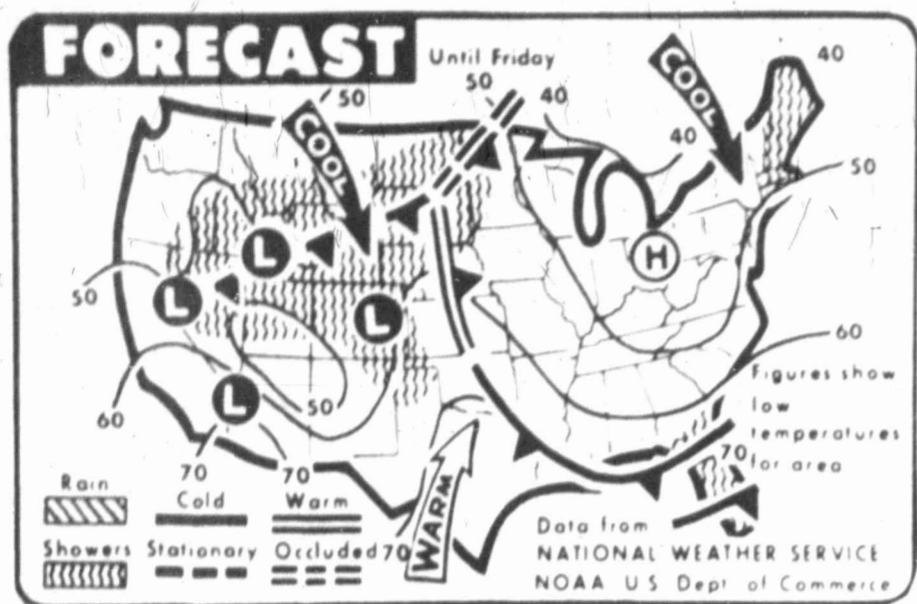 FORECAST
Until Friday
50
50
40
COOL
COOL
40
40
50
50
L
L
L
H
60
60
L
50
70
70
70
WARM
70
Figures show
low
temperatures
for area
Rain
Cold
Warm
Showers
Stationary
Occluded
Data from
NATIONAL WEATHER SERVICE
NOAA US Dept of Commerce